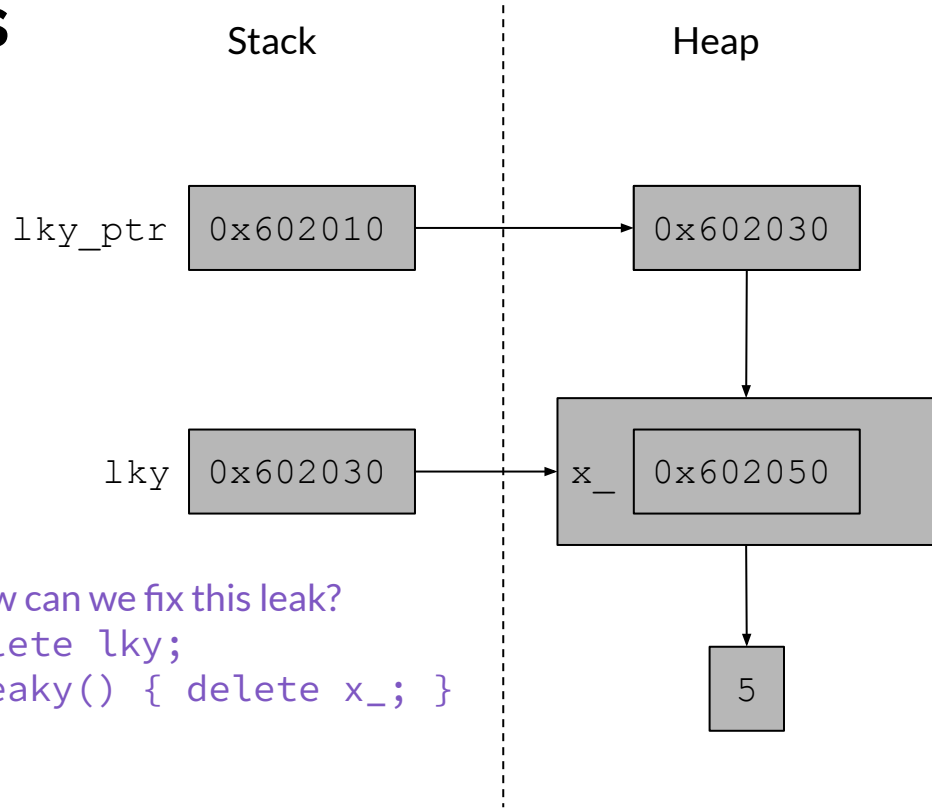 s
Stack
Heap
lky_ptr 0x602010 0x602030
lky 0x602030 x_ 0x602050
w can we fix this leak?
lete lky;
eaky() { delete x_; }
5